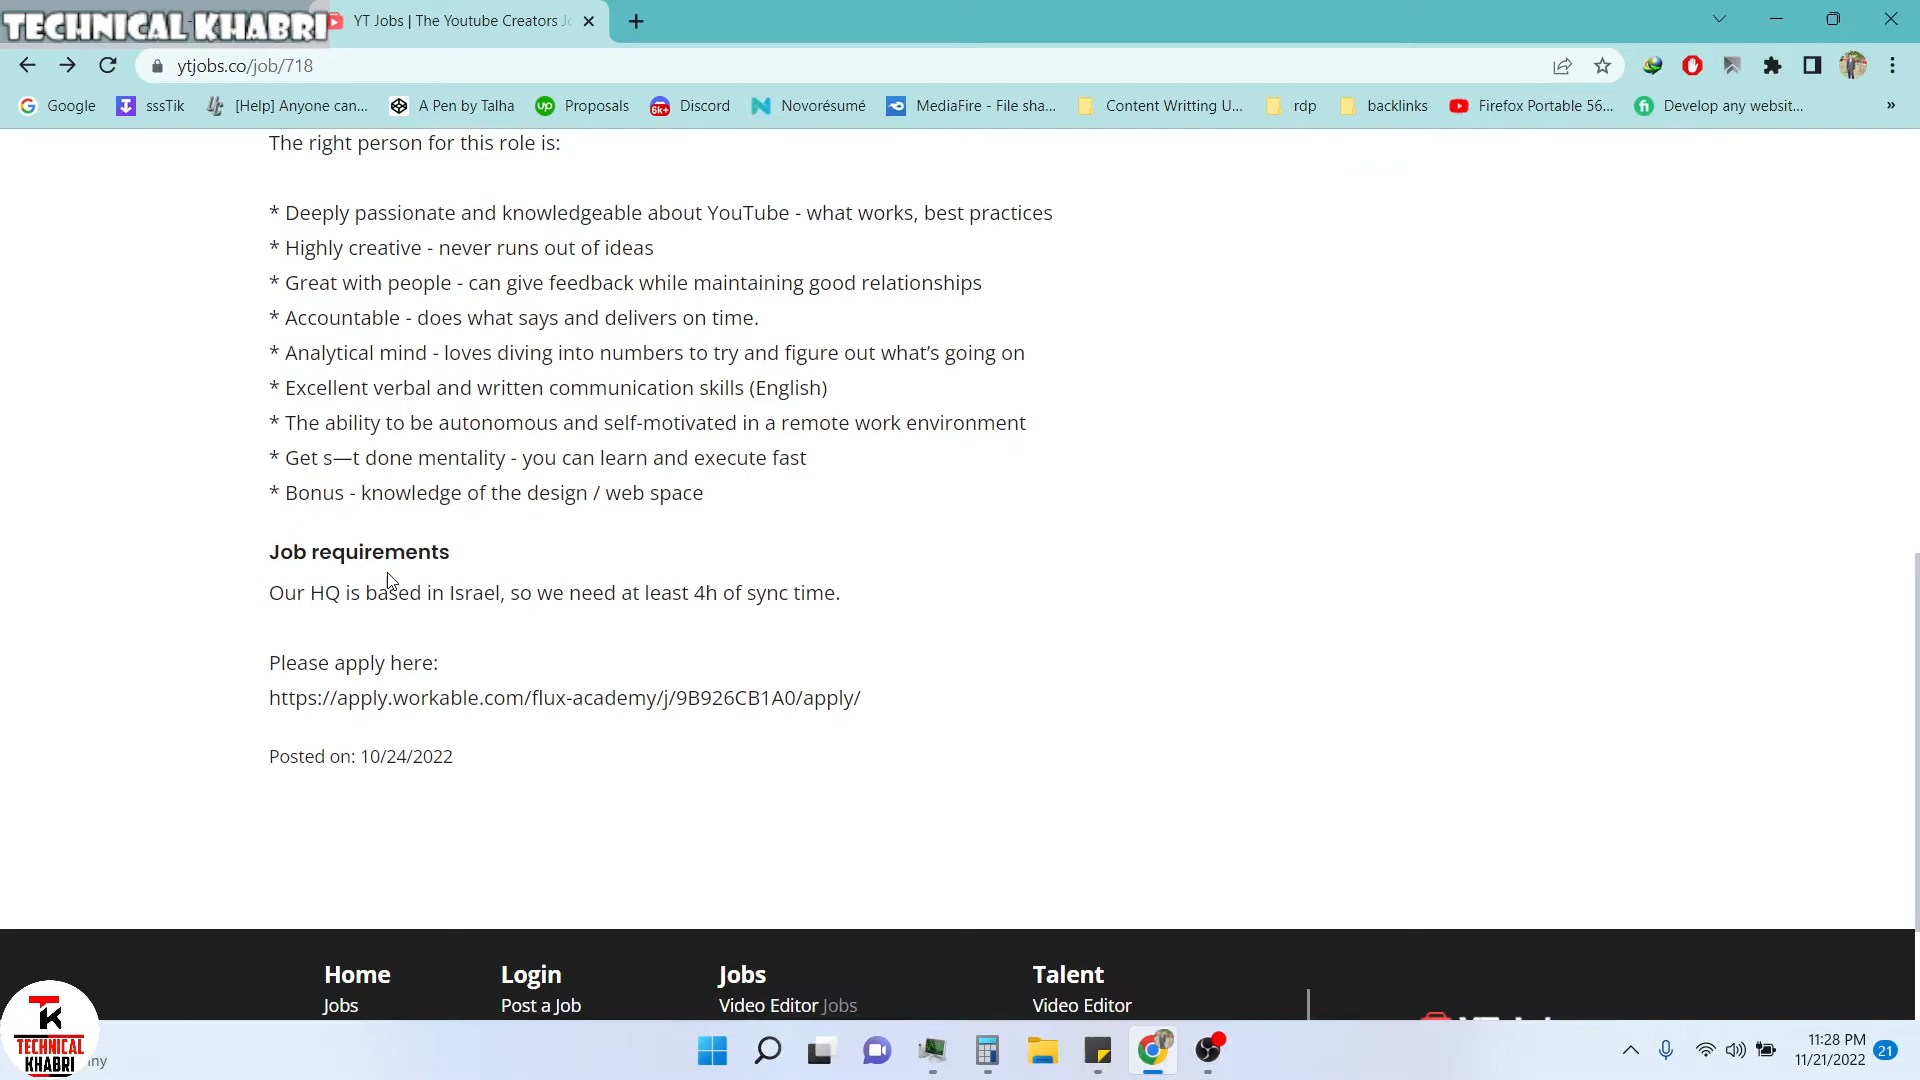 TECHNICAL KHABRI
YT Jobs | The Youtube Creators Jo
ytjobs.co/job/718
Google
sssTik
[Help] Anyone can...
A Pen by Talha
Proposals
Discord
Novorésumé
MediaFire - File sha...
Content Writting U...
rdp
backlinks
Firefox Portable 56...
Develop any websit...
»
The right person for this role is:
* Deeply passionate and knowledgeable about YouTube - what works, best practices
* Highly creative - never runs out of ideas
* Great with people - can give feedback while maintaining good relationships
* Accountable - does what says and delivers on time.
* Analytical mind - loves diving into numbers to try and figure out what’s going on
* Excellent verbal and written communication skills (English)
* The ability to be autonomous and self-motivated in a remote work environment
* Get s—t done mentality - you can learn and execute fast
* Bonus - knowledge of the design / web space
Job requirements
Our HQ is based in Israel, so we need at least 4h of sync time.
Please apply here:
https://apply.workable.com/flux-academy/j/9B926CB1A0/apply/
Posted on: 10/24/2022
Home
Login
Jobs
Talent
Jobs
Post a Job
Video Editor Jobs
Video Editor
TK
TECHNICAL
KHABRI
6k+
up
11:28 PM
11/21/2022
21